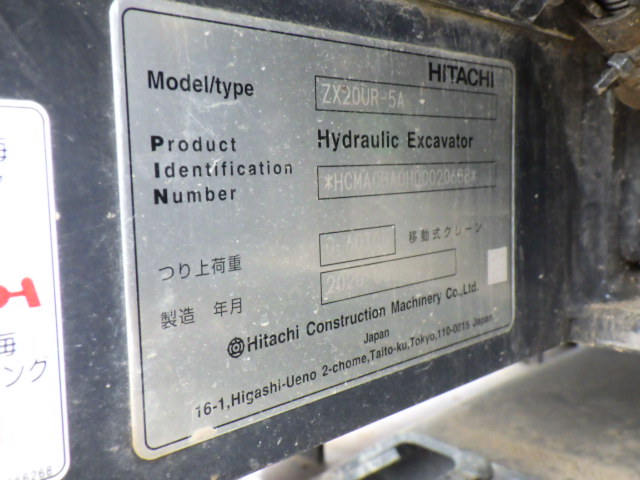 HITACHI
Model/type ZX20UR-5A
Hydraulic Excavator
Product
Identification
Number
つり上荷重 移動式クレーン
製造 年月
Hitachi Construction Machinery Co.,Ltd.
Japan
16-1,Higashi-Ueno 2-chome,Taito-ku,Tokyo,110-0015 Japan
ンク